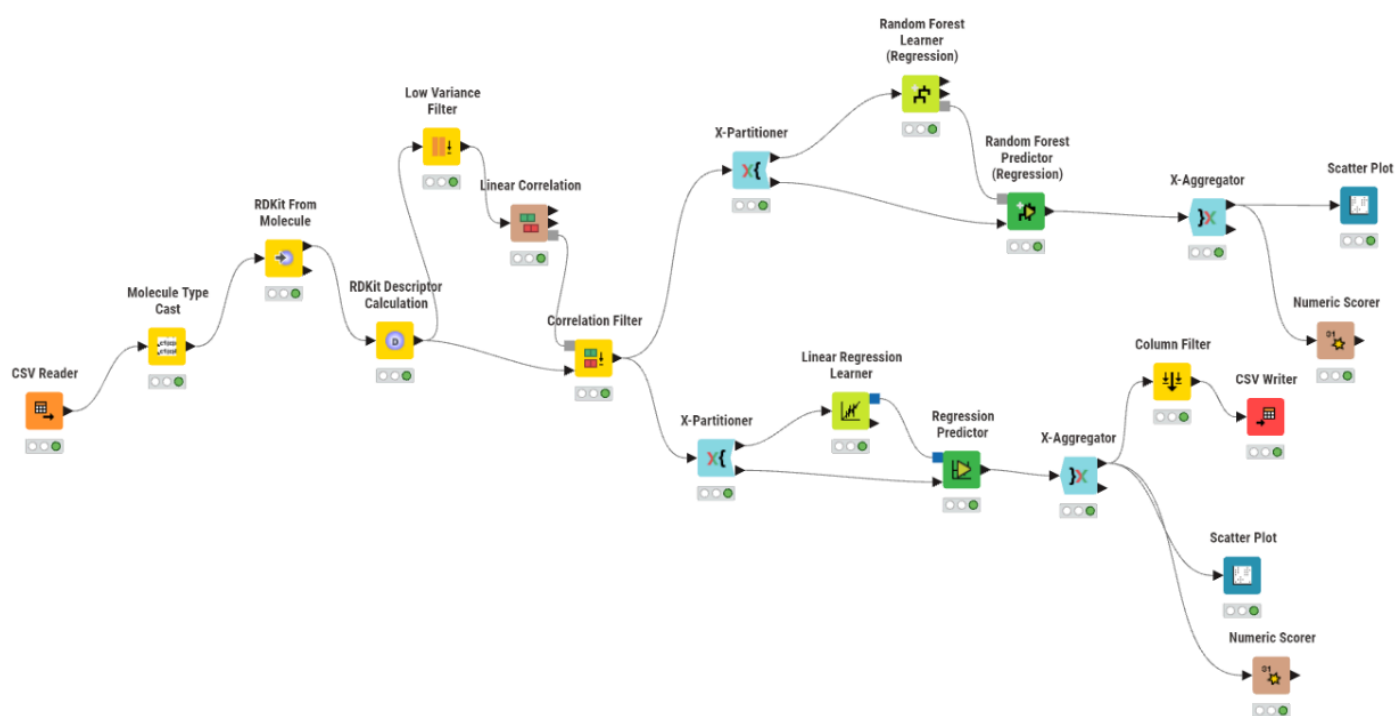 Random Forest
Learner
(Regression)
Low Variance
Filter
X-Partitioner
Random Forest
Predictor
(Regression)
Scatter Plot
Linear Correlation
X-Aggregator
RDKit From
Molecule
RDKit Descriptor
Calculation
Molecule Type
Cast
Numeric Scorer
Correlation Filter
Column Filter
Linear Regression
Learner
CSV Reader
CSV Writer
X-Partitioner
Regression
Predictor
X-Aggregator
Scatter Plot
Numeric Scorer